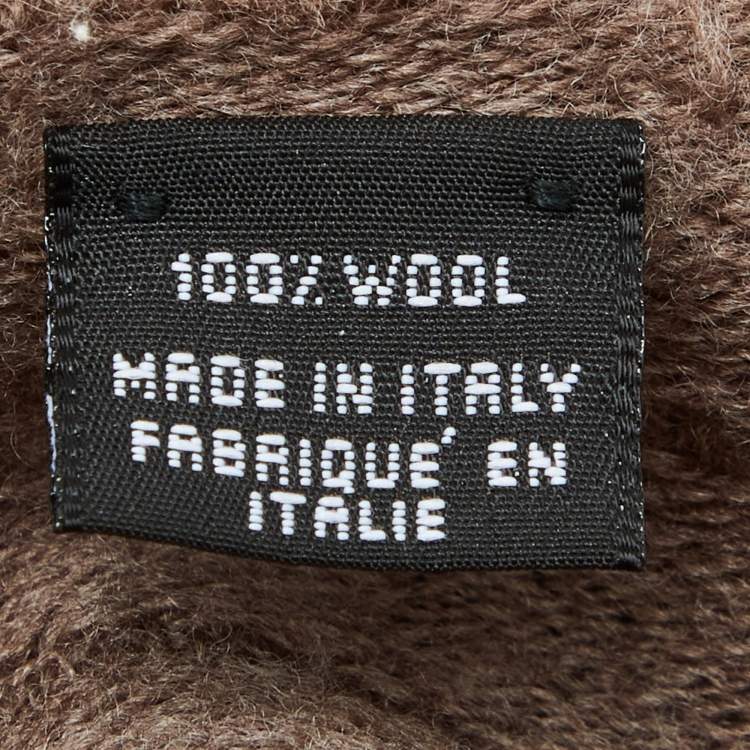 100% WOOL
MADE IN ITALY
FABRIQUÉ EN
ITALIE